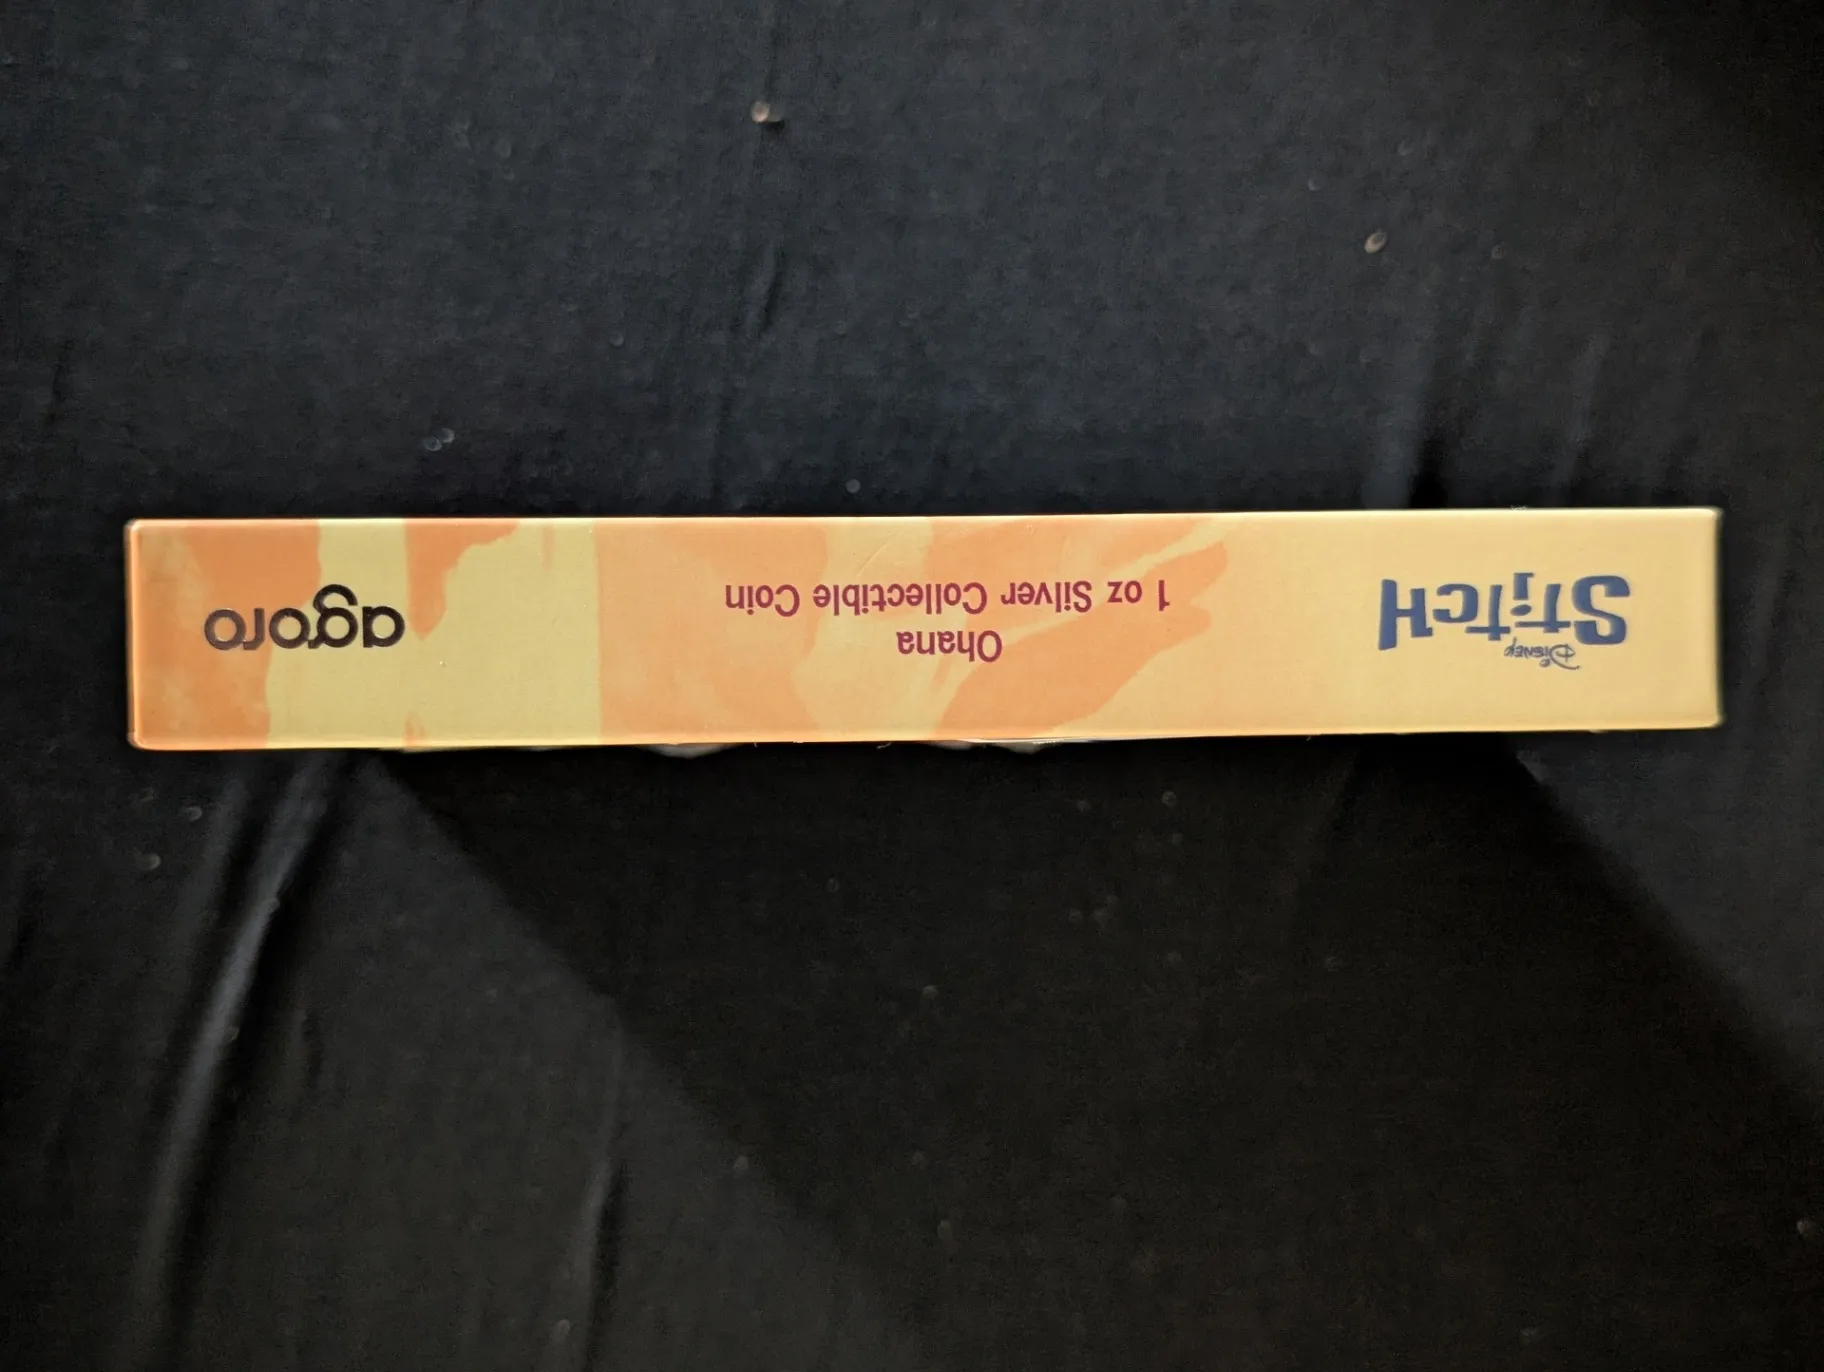 Disney
Stitch
Ohana
1 oz Silver Collectible Coin
agoro